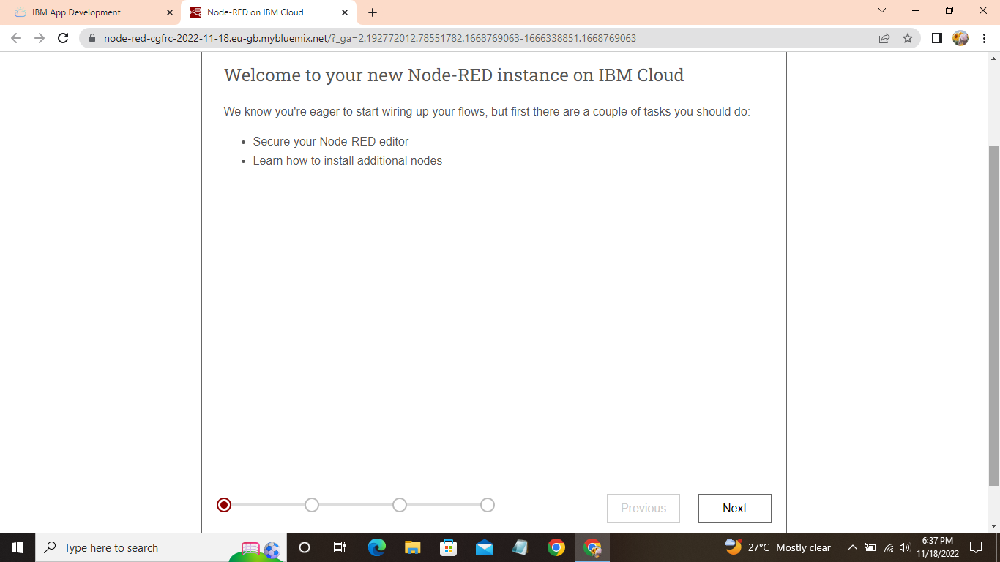 IBM App Development
Node-RED on IBM Cloud
node-red-cgfrc-2022-11-18.eu-gb.mybluemix.net/?_ga=2.192772012.78551782.1668769063-1666338851.1668769063
Welcome to your new Node-RED instance on IBM Cloud
We know you're eager to start wiring up your flows, but first there are a couple of tasks you should do:
• Secure your Node-RED editor
• Learn how to install additional nodes
Previous
Next
Type here to search
27°C Mostly clear
6:37 PM
11/18/2022